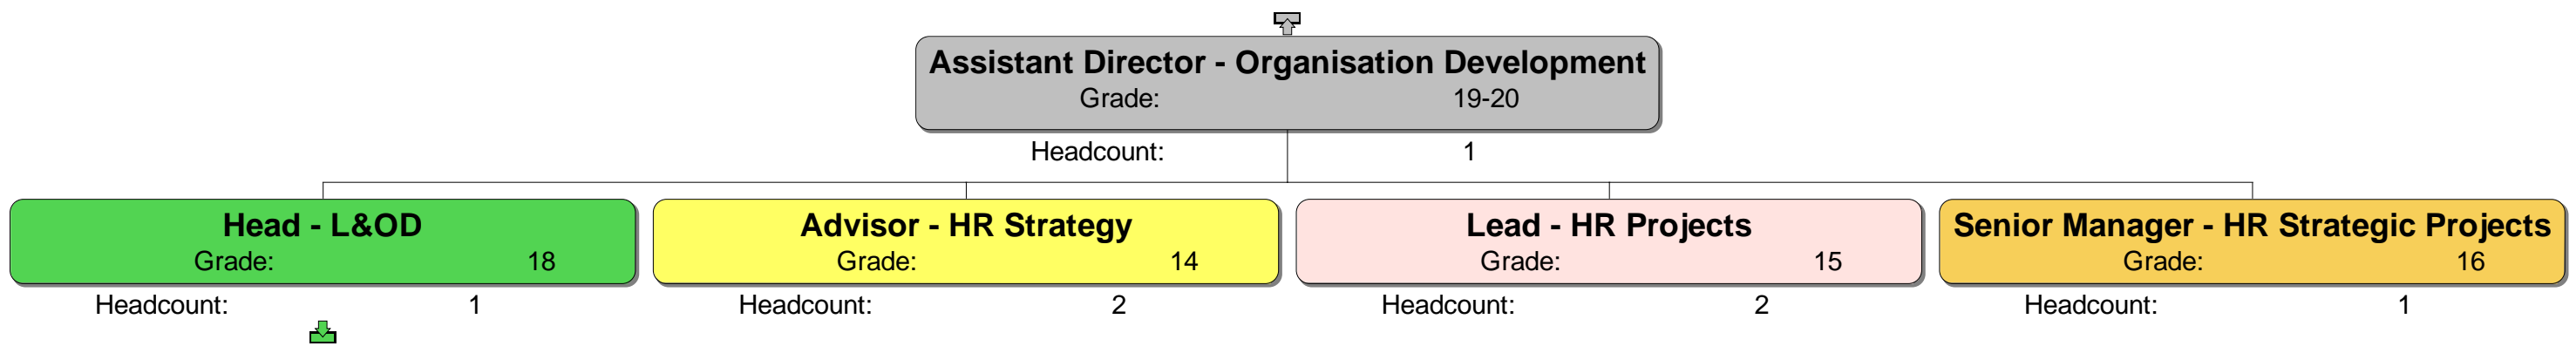 Assistant Director - Organisation Development
Grade: 19-20
Headcount: 1
Head - L&OD
Grade: 18
Headcount: 1
Advisor - HR Strategy
Grade: 14
Headcount: 2
Lead - HR Projects
Grade: 15
Headcount: 2
Senior Manager - HR Strategic Projects
Grade: 16
Headcount: 1